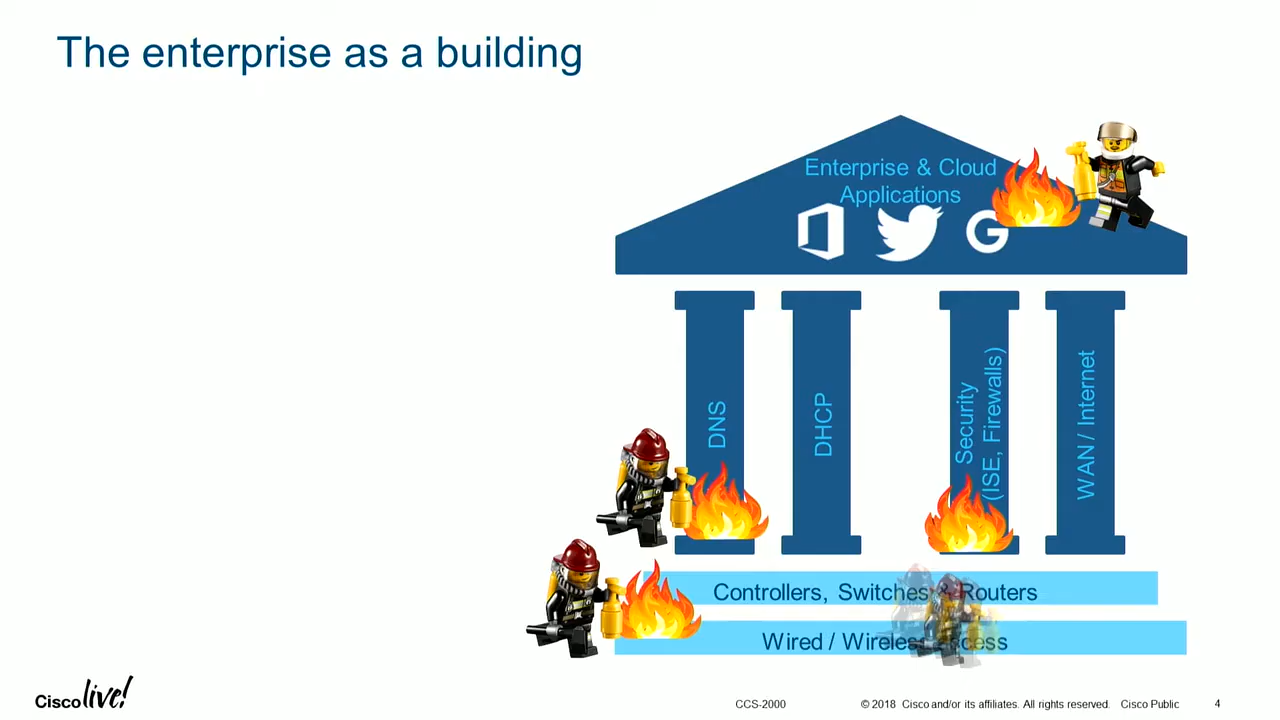 The enterprise as a building
Enterprise & Cloud
Applications
DNS
DHCP
Security
(ISE, Firewalls)
WAN / Internet
Controllers, Switches & Routers
Wired / Wireless Access
Cisco live!
CCS-2000
© 2018 Cisco and/or its affiliates. All rights reserved. Cisco Public
4